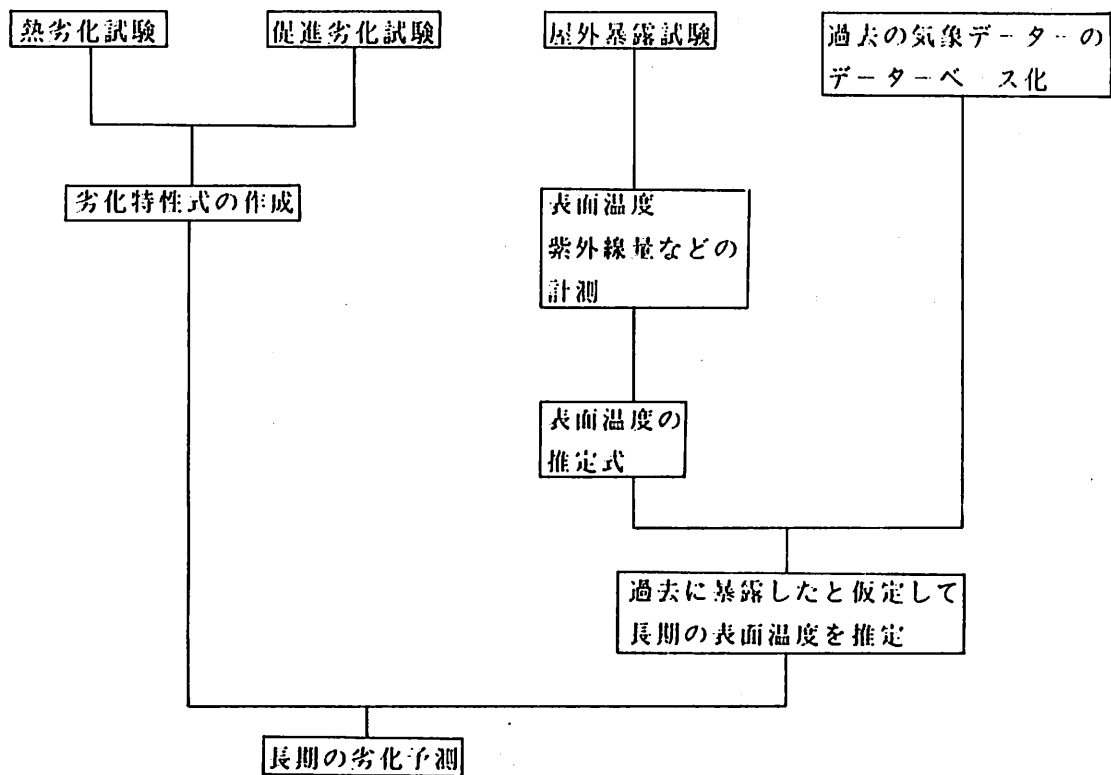 熱劣化試験
促進劣化試験
屋外暴露試験
過去の気象データーの
データーベース化
劣化特性式の作成
表面温度
紫外線量などの
計測
表面温度の
推定式
過去に暴露したと仮定して
長期の表面温度を推定
長期の劣化予測